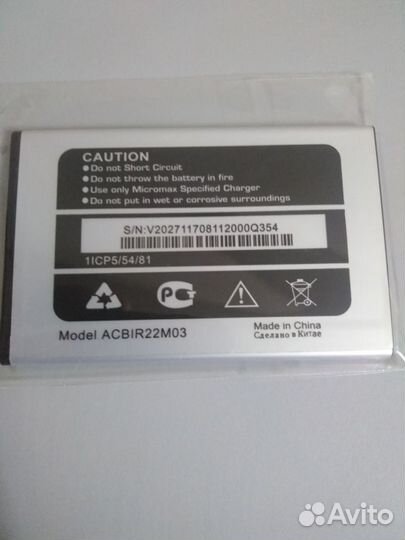 CAUTION
Do not Short Circuit
Do not throw the battery in fire
Use only Micromax Specified Charger
Do not put in wet or corrosive surroundings
S/N:V202711708112000Q354
1ICP5/54/81
Model ACBIR22M03
Made in China
Сделано в Китае
Avito